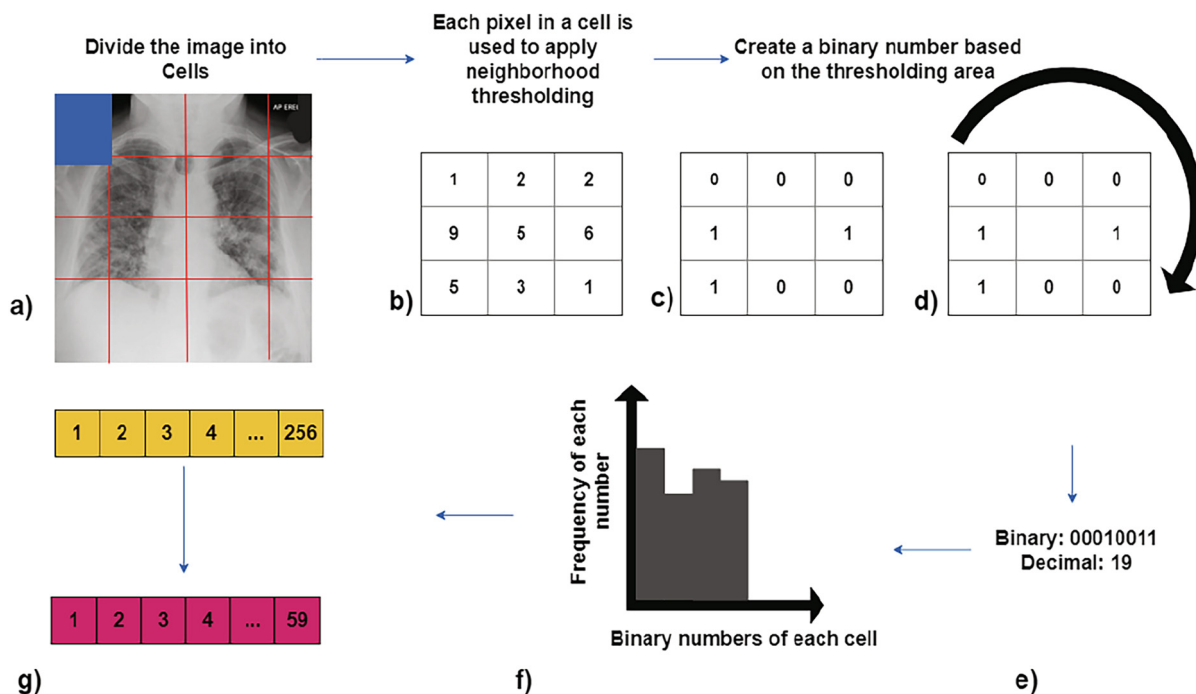 a)
Divide the image into
Cells
AP EREI
Each pixel in a cell is
used to apply
neighborhood
thresholding
b)
1 2 2
9 5 6
5 3 1
Create a binary number based
on the thresholding area
c)
0 0 0
1 1
1 0 0
d)
0 0 0
1 1
1 0 0
Binary: 00010011
Decimal: 19
e)
Frequency of each
number
Binary numbers of each cell
f)
1 2 3 4 ... 256
1 2 3 4 ... 59
g)